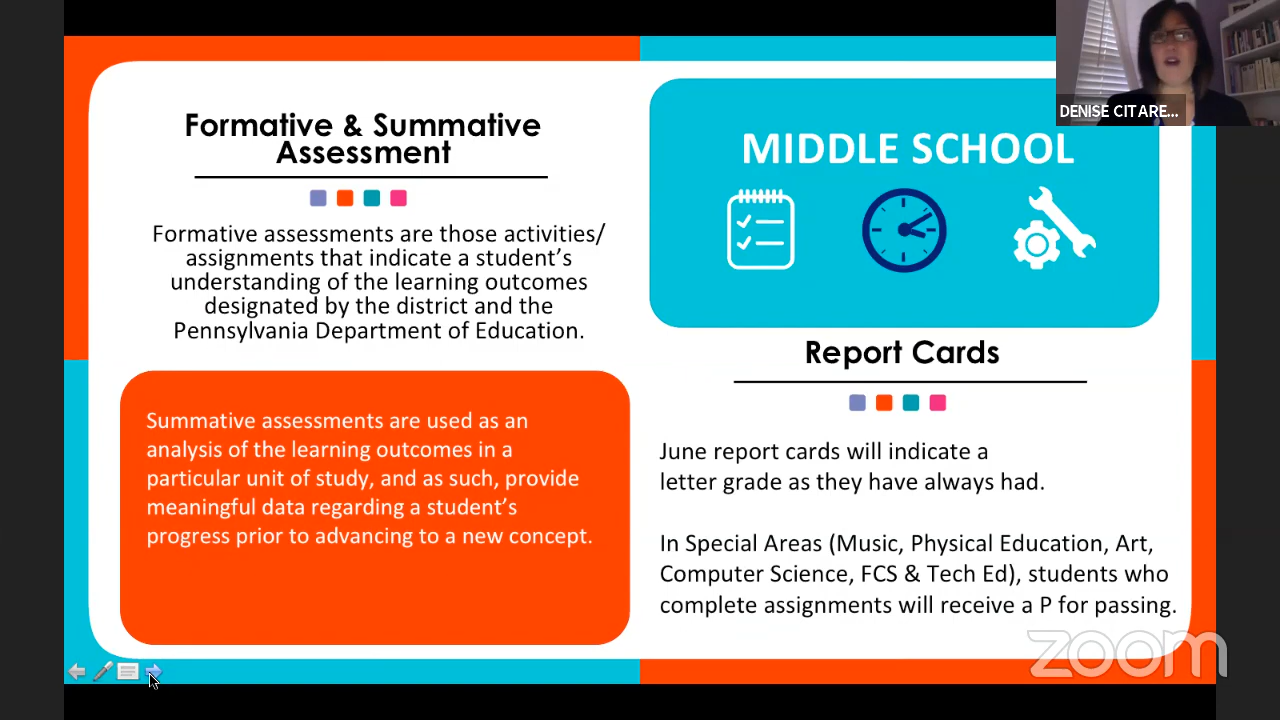 Formative & Summative
Assessment
Formative assessments are those activities/
assignments that indicate a student's
understanding of the learning outcomes
designated by the district and the
Pennsylvania Department of Education.
Summative assessments are used as an
analysis of the learning outcomes in a
particular unit of study, and as such, provide
meaningful data regarding a student's
progress prior to advancing to a new concept.
MIDDLE SCHOOL
Report Cards
June report cards will indicate a
letter grade as they have always had.
In Special Areas (Music, Physical Education, Art,
Computer Science, FCS & Tech Ed), students who
complete assignments will receive a P for passing.
DENISE CITARE...
zoom